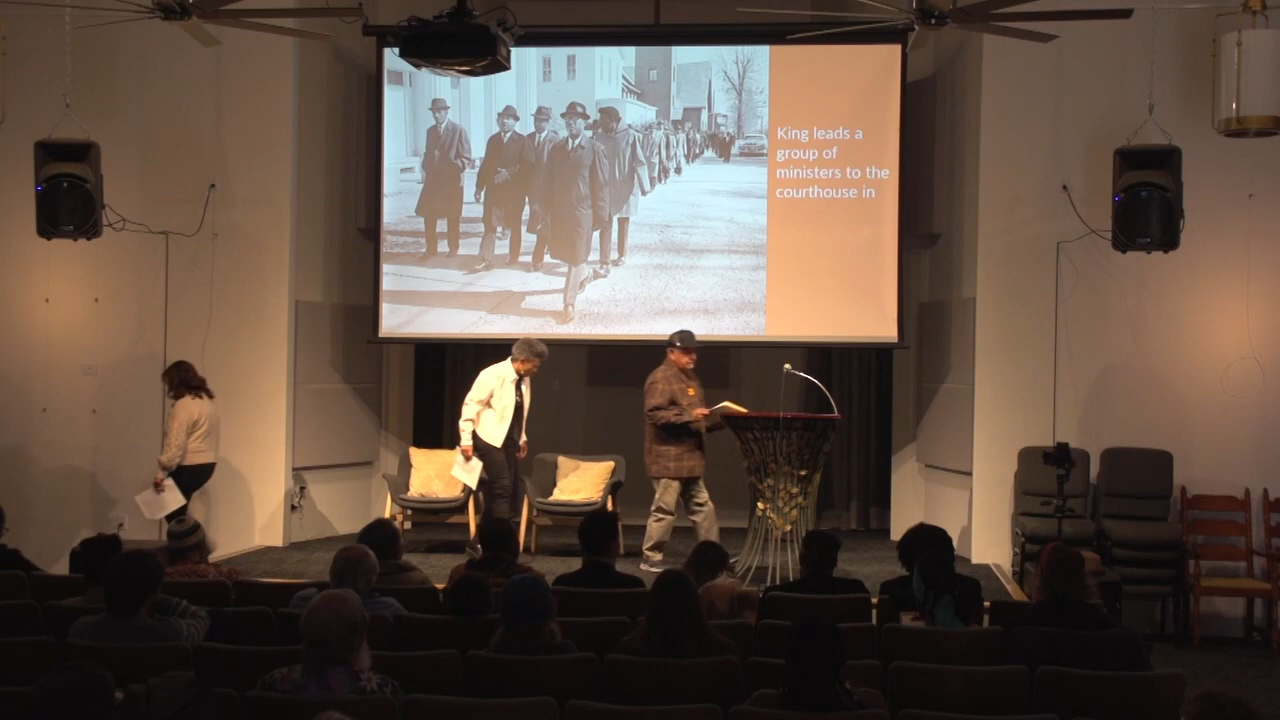 King leads a
group of
ministers to the
courthouse in